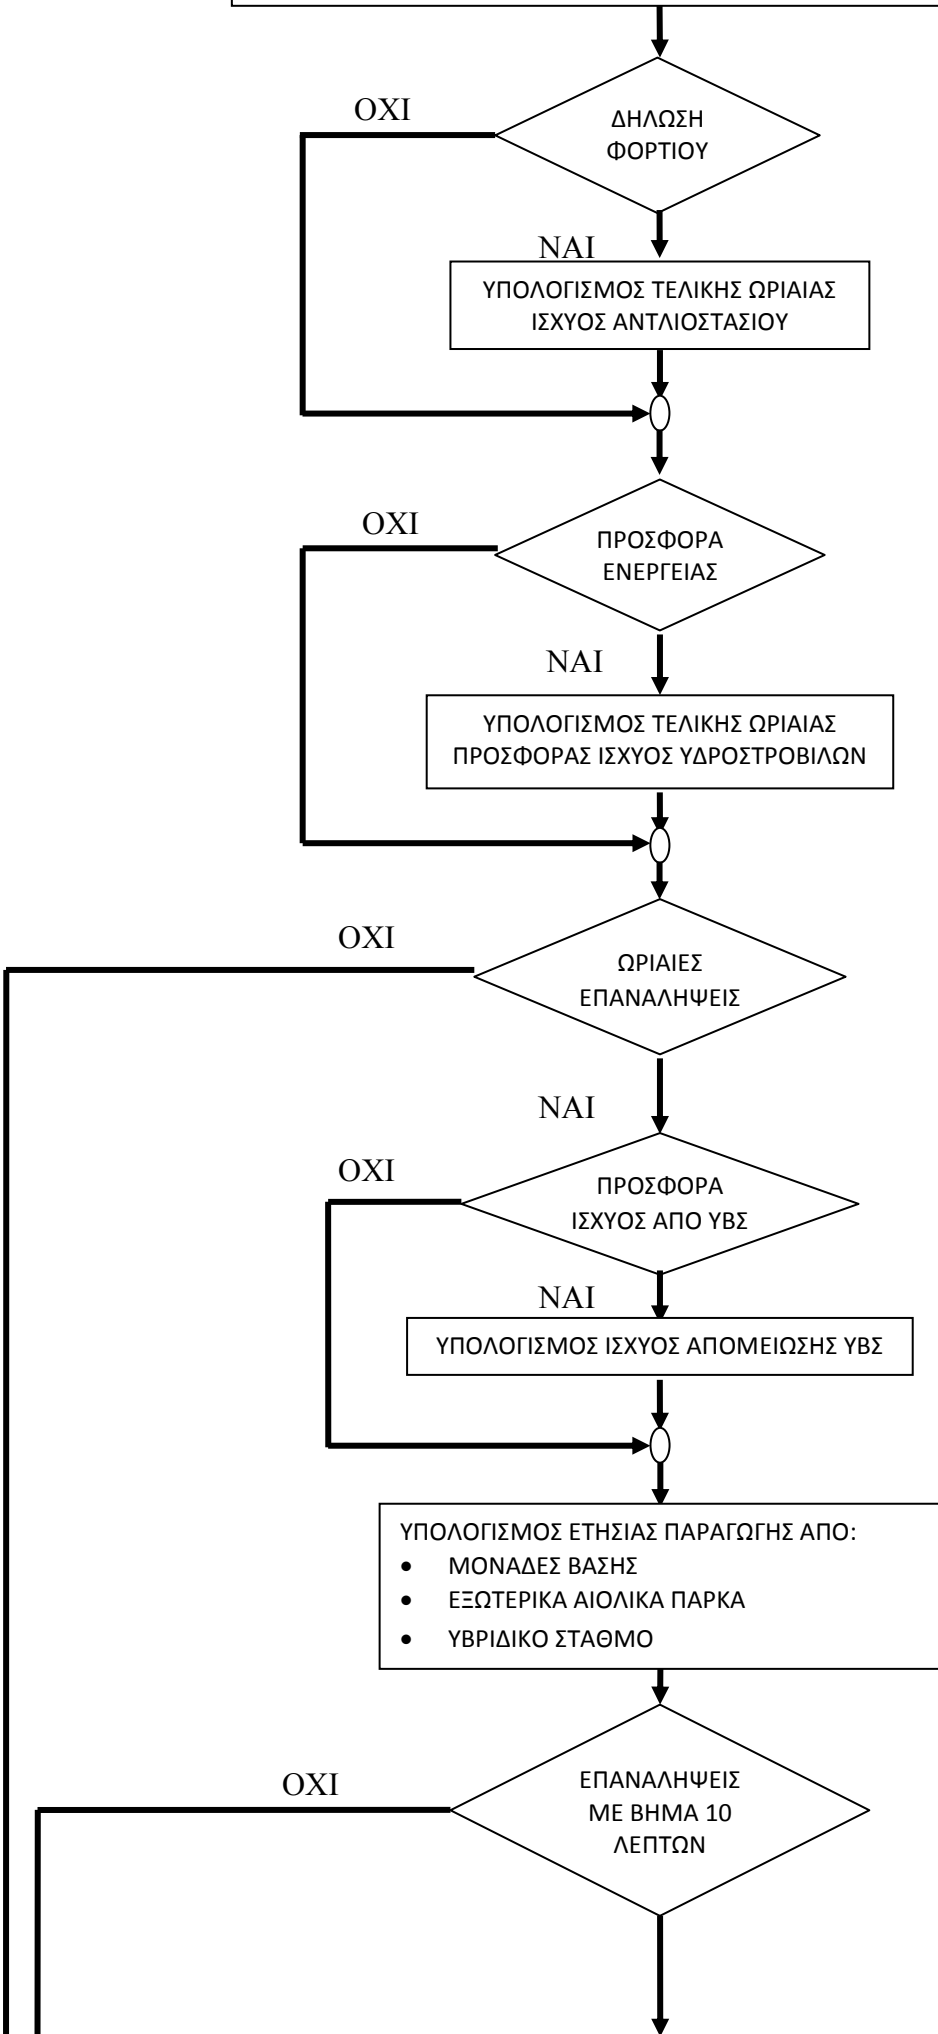 ΟΧΙ
ΔΗΛΩΣΗ
ΦΟΡΤΙΟΥ
ΝΑΙ
ΥΠΟΛΟΓΙΣΜΟΣ ΤΕΛΙΚΗΣ ΩΡΙΑΙΑΣ
ΙΣΧΥΟΣ ΑΝΤΛΙΟΣΤΑΣΙΟΥ
ΟΧΙ
ΠΡΟΣΦΟΡΑ
ΕΝΕΡΓΕΙΑΣ
ΝΑΙ
ΥΠΟΛΟΓΙΣΜΟΣ ΤΕΛΙΚΗΣ ΩΡΙΑΙΑΣ
ΠΡΟΣΦΟΡΑΣ ΙΣΧΥΟΣ ΥΔΡΟΣΤΡΟΒΙΛΩΝ
ΟΧΙ
ΩΡΙΑΙΕΣ
ΕΠΑΝΑΛΗΨΕΙΣ
ΝΑΙ
ΟΧΙ
ΠΡΟΣΦΟΡΑ
ΙΣΧΥΟΣ ΑΠΟ ΥΒΣ
ΝΑΙ
ΥΠΟΛΟΓΙΣΜΟΣ ΙΣΧΥΟΣ ΑΠΟΜΕΙΩΣΗΣ ΥΒΣ
ΥΠΟΛΟΓΙΣΜΟΣ ΕΤΗΣΙΑΣ ΠΑΡΑΓΩΓΗΣ ΑΠΟ:
• ΜΟΝΑΔΕΣ ΒΑΣΗΣ
• ΕΞΩΤΕΡΙΚΑ ΑΙΟΛΙΚΑ ΠΑΡΚΑ
• ΥΒΡΙΔΙΚΟ ΣΤΑΘΜΟ
ΟΧΙ
ΕΠΑΝΑΛΗΨΕΙΣ
ΜΕ ΒΗΜΑ 10
ΛΕΠΤΩΝ